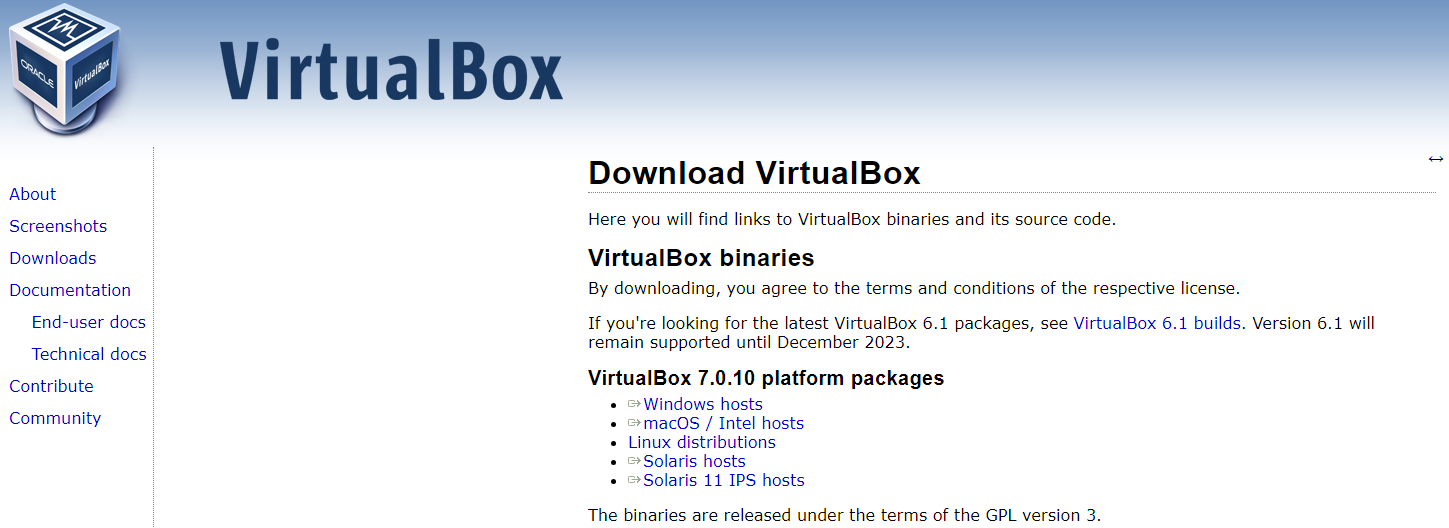 ORACLE
VirtualBox
VirtualBox
About
Screenshots
Downloads
Documentation
End-user docs
Technical docs
Contribute
Community
Download VirtualBox
Here you will find links to VirtualBox binaries and its source code.
VirtualBox binaries
By downloading, you agree to the terms and conditions of the respective license.
If you're looking for the latest VirtualBox 6.1 packages, see VirtualBox 6.1 builds. Version 6.1 will
remain supported until December 2023.
VirtualBox 7.0.10 platform packages
Windows hosts
macOS / Intel hosts
Linux distributions
Solaris hosts
Solaris 11 IPS hosts
The binaries are released under the terms of the GPL version 3.